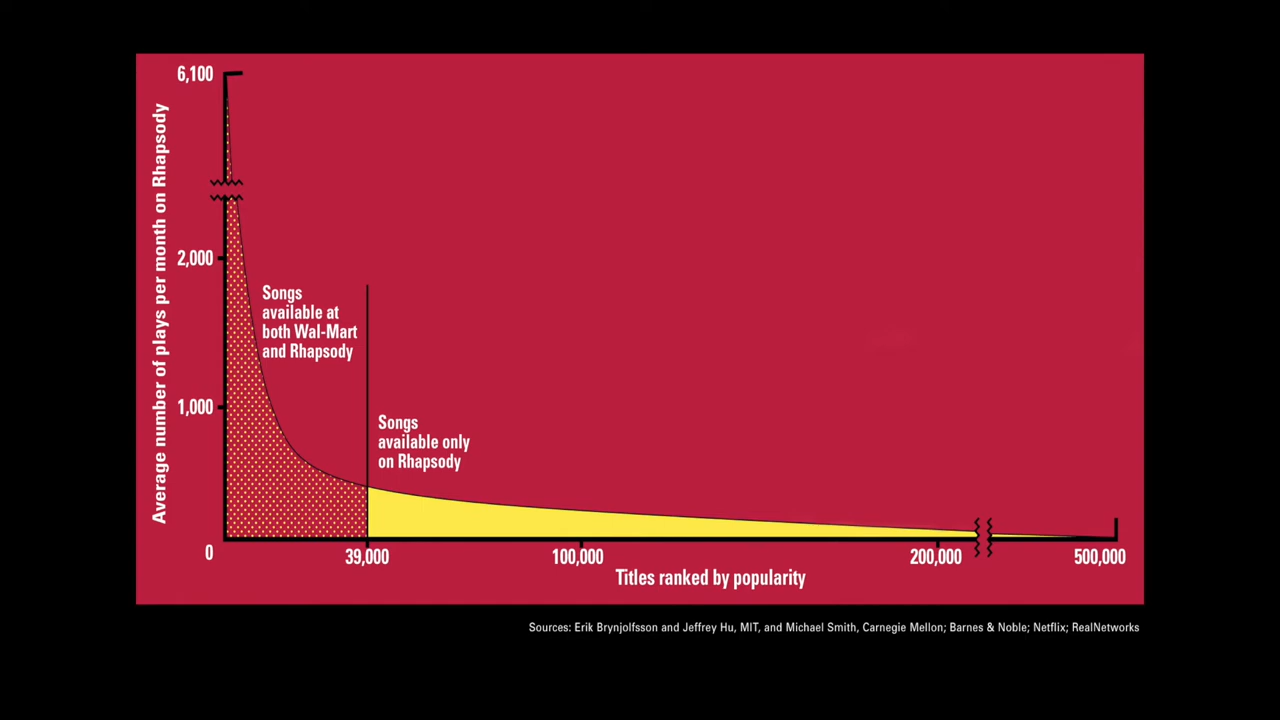 6,100
Average number of plays per month on Rhapsody
2,000
Songs
available at
both Wal-Mart
and Rhapsody
1,000
Songs
available only
on Rhapsody
0
39,000
100,000
200,000
500,000
Titles ranked by popularity
Sources: Erik Brynjolfsson and Jeffrey Hu, MIT, and Michael Smith, Carnegie Mellon; Barnes & Noble; Netflix; RealNetworks